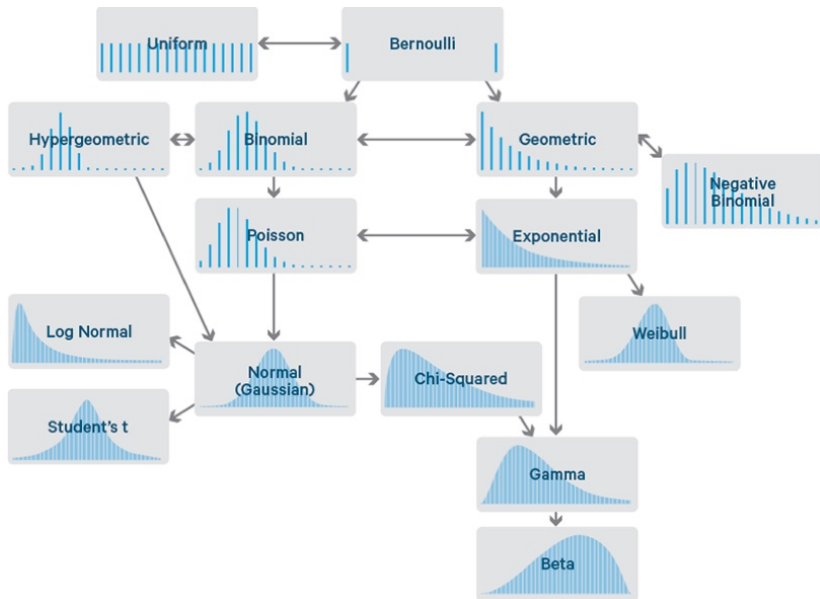 Uniform
Bernoulli
Hypergeometric
Binomial
Geometric
Negative
Binomial
Poisson
Exponential
Log Normal
Weibull
Normal
(Gaussian)
Chi-Squared
Student's t
Gamma
Beta